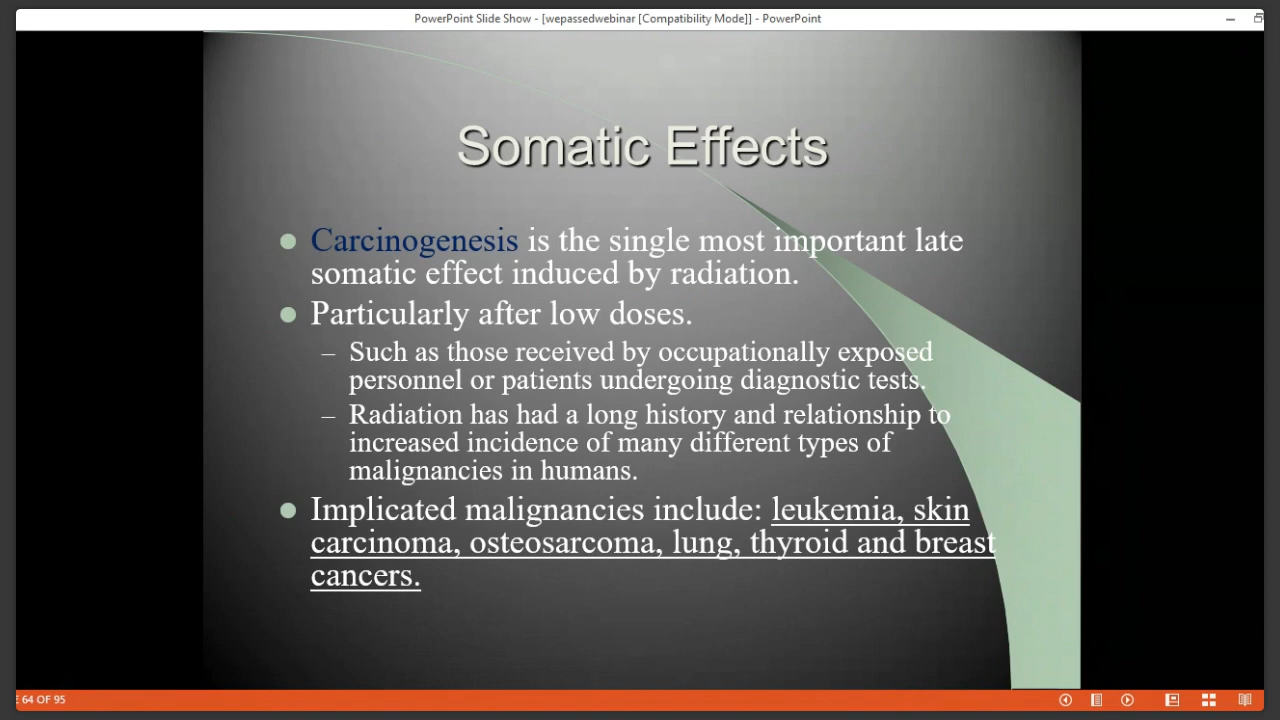 PowerPoint Slide Show - [wepassedwebinar [Compatibility Mode]] - PowerPoint
Somatic Effects
Carcinogenesis is the single most important late
somatic effect induced by radiation.
Particularly after low doses.
– Such as those received by occupationally exposed
personnel or patients undergoing diagnostic tests.
– Radiation has had a long history and relationship to
increased incidence of many different types of
malignancies in humans.
Implicated malignancies include: leukemia, skin
carcinoma, osteosarcoma, lung, thyroid and breast
cancers.
E 64 OF 95